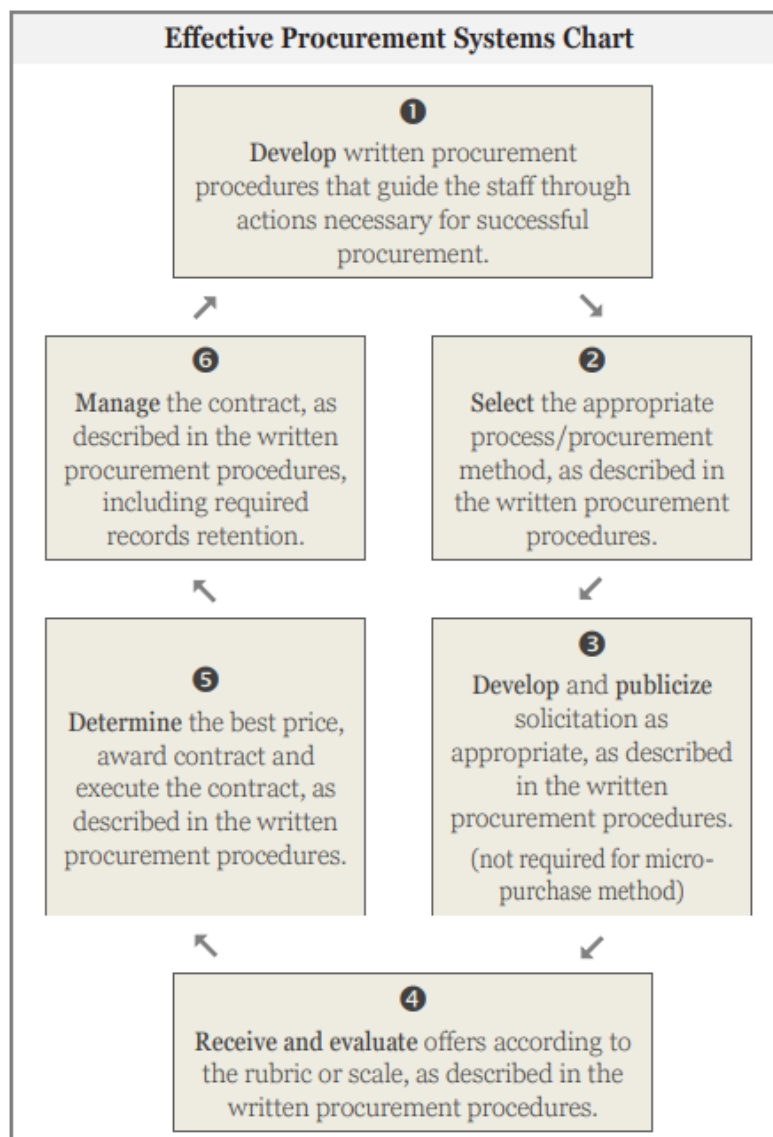 Effective Procurement Systems Chart
❶
Develop written procurement
procedures that guide the staff through
actions necessary for successful
procurement.
❷
Select the appropriate
process/procurement
method, as described in
the written procurement
procedures.
❸
Develop and publicize
solicitation as
appropriate, as described
in the written
procurement procedures.
(not required for micro-
purchase method)
❹
Receive and evaluate offers according to
the rubric or scale, as described in the
written procurement procedures.
❺
Determine the best price,
award contract and
execute the contract, as
described in the written
procurement procedures.
❻
Manage the contract, as
described in the written
procurement procedures,
including required
records retention.